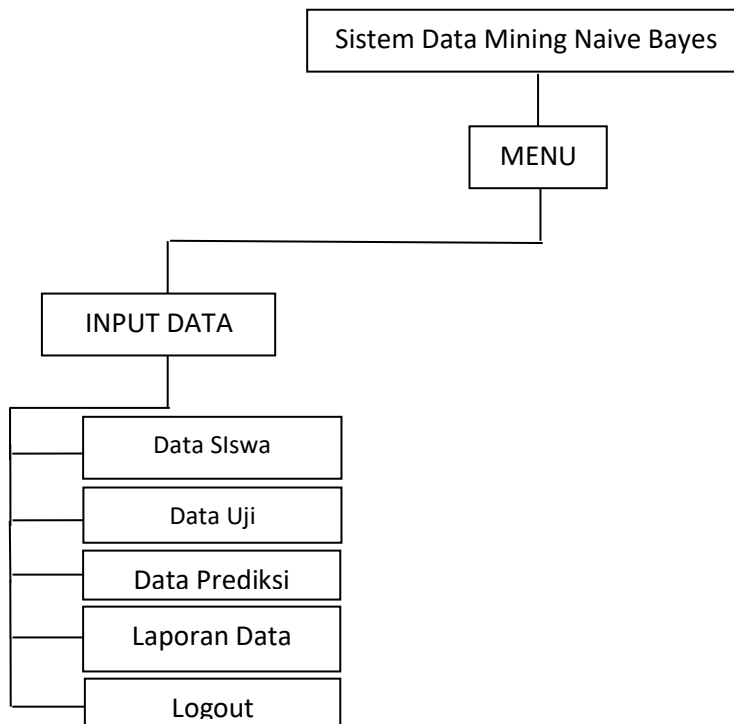 Sistem Data Mining Naive Bayes
MENU
INPUT DATA
Data SIswa
Data Uji
Data Prediksi
Laporan Data
Logout